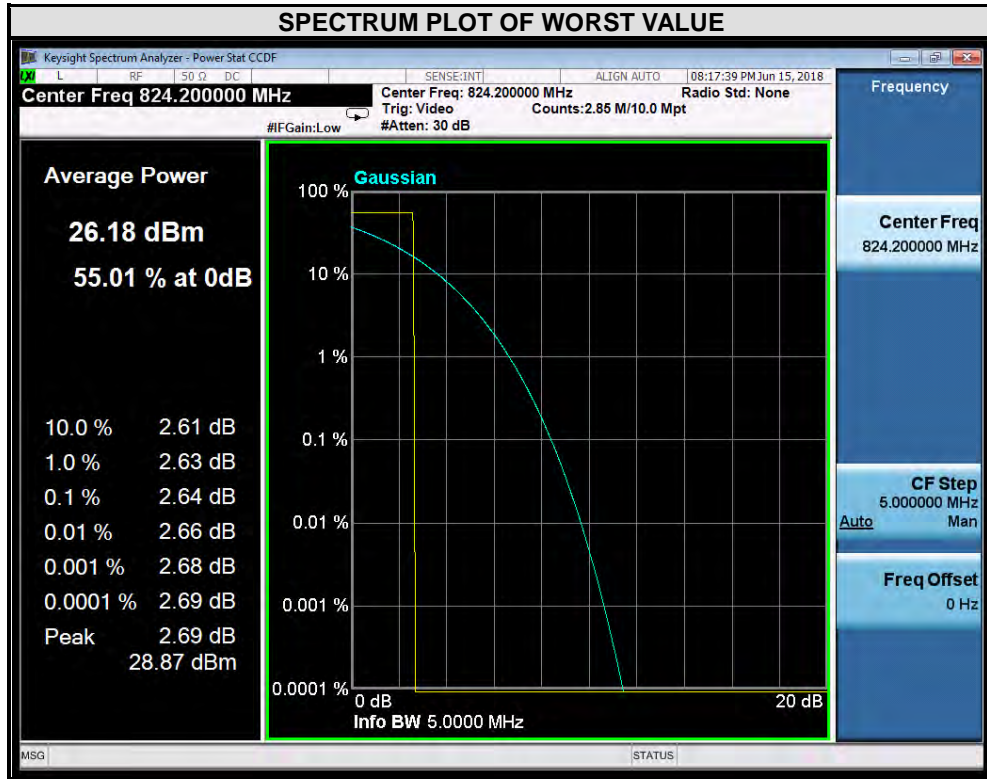 SPECTRUM PLOT OF WORST VALUE
Keysight Spectrum Analyzer - Power Stat CCDF
LXI L RF 50 Ω DC SENSE:INT ALIGN AUTO 08:17:39 PM Jun 15, 2018
Center Freq 824.200000 MHz
Center Freq: 824.200000 MHz Radio Std: None
Trig: Video Counts:2.85 M/10.0 Mpt
#IFGain:Low #Atten: 30 dB
Average Power
26.18 dBm
55.01 % at 0dB
10.0 % 2.61 dB
1.0 % 2.63 dB
0.1 % 2.64 dB
0.01 % 2.66 dB
0.001 % 2.68 dB
0.0001 % 2.69 dB
Peak 2.69 dB
28.87 dBm
Gaussian
100 %
10 %
1 %
0.1 %
0.01 %
0.001 %
0.0001 %
0 dB 20 dB
Info BW 5.0000 MHz
Frequency
Center Freq
824.200000 MHz
CF Step
5.000000 MHz
Auto Man
Freq Offset
0 Hz
MSG STATUS